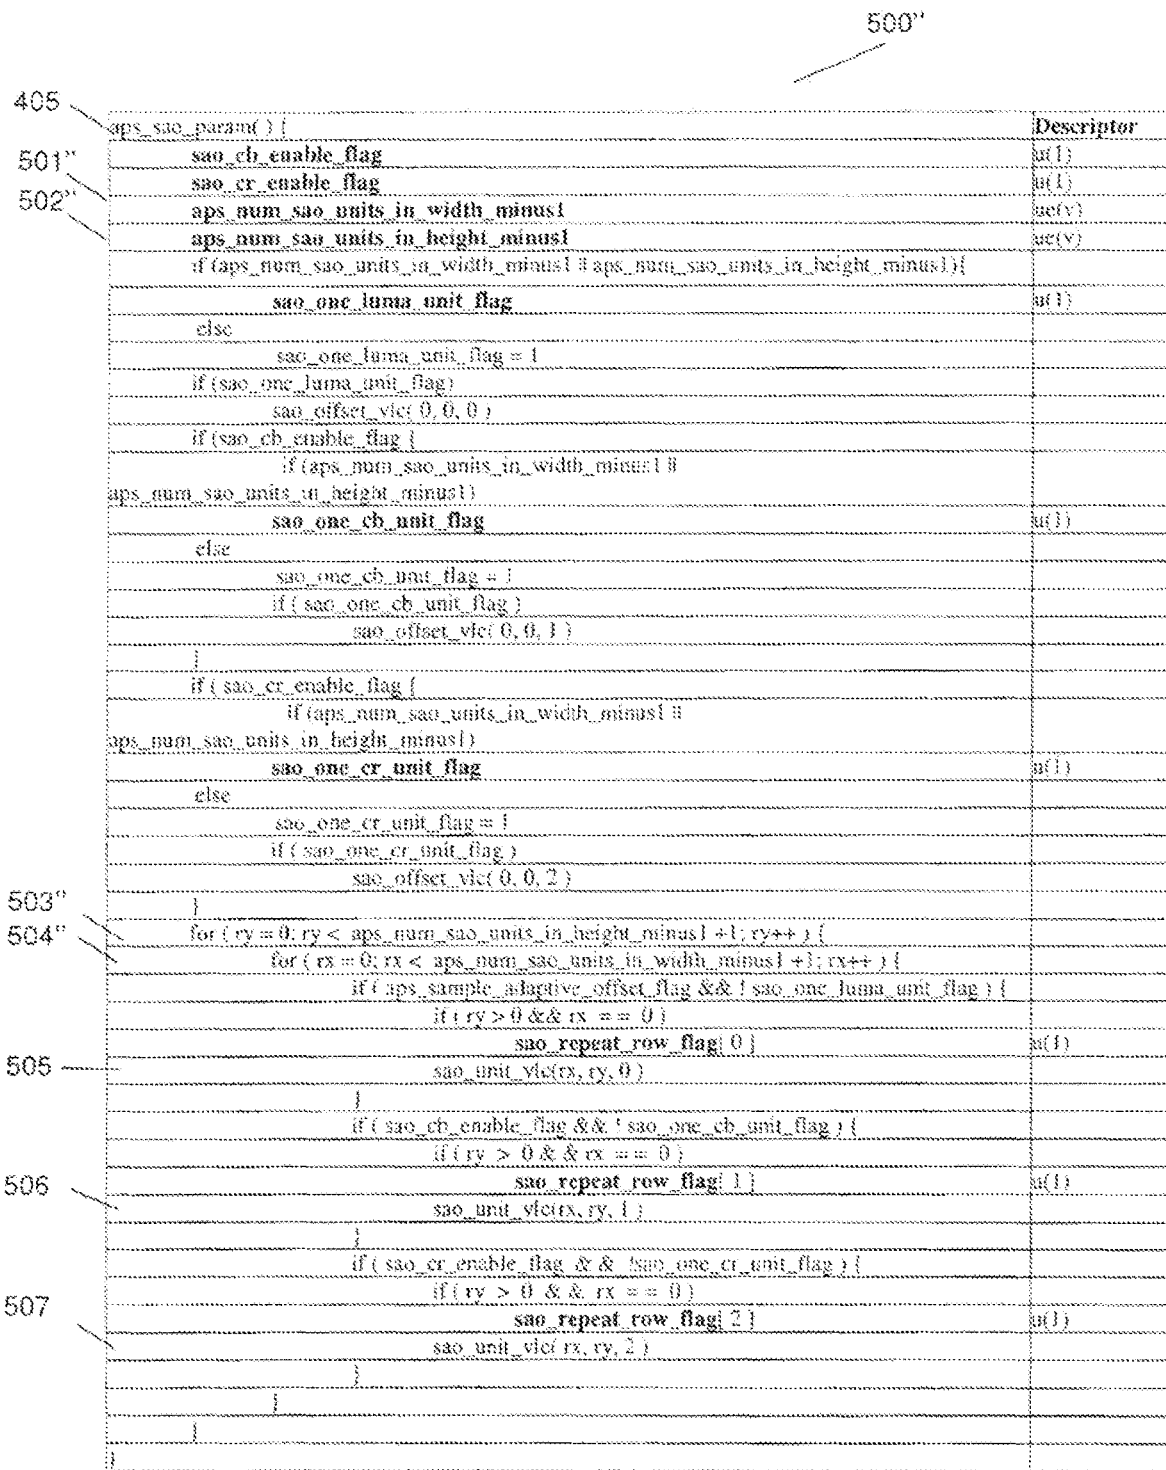 500"
405
aps_sao_param( ) { Descriptor
sao_cb_enable_flag u(1)
501"
sao_cr_enable_flag u(1)
502"
aps_num_sao_units_in_width_minus1 ue(v)
aps_num_sao_units_in_height_minus1 ue(v)
if (aps_num_sao_units_in_width_minus1 || aps_num_sao_units_in_height_minus1){
sao_one_luma_unit_flag u(1)
else
sao_one_luma_unit_flag = 1
if (sao_one_luma_unit_flag)
sao_offset_vlc( 0, 0, 0 )
if (sao_cb_enable_flag {
if (aps_num_sao_units_in_width_minus1 ||
aps_num_sao_units_in_height_minus1)
sao_one_cb_unit_flag u(1)
else
sao_one_cb_unit_flag = 1
if ( sao_one_cb_unit_flag )
sao_offset_vlc( 0, 0, 1 )
}
if ( sao_cr_enable_flag {
if (aps_num_sao_units_in_width_minus1 ||
aps_num_sao_units_in_height_minus1)
sao_one_cr_unit_flag u(1)
else
sao_one_cr_unit_flag = 1
if ( sao_one_cr_unit_flag )
sao_offset_vlc( 0, 0, 2 )
503"
}
504"
for ( ry = 0; ry < aps_num_sao_units_in_height_minus1 +1; ry++ ) {
for ( rx = 0; rx < aps_num_sao_units_in_width_minus1 +1; rx++ ) {
if ( aps_sample_adaptive_offset_flag && ! sao_one_luma_unit_flag ) {
if ( ry > 0 && rx == 0 )
sao_repeat_row_flag[ 0 ] u(1)
505
sao_unit_vlc(rx, ry, 0 )
}
if ( sao_cb_enable_flag && ! sao_one_cb_unit_flag ) {
if ( ry > 0 & & rx == 0 )
506
sao_repeat_row_flag[ 1 ] u(1)
sao_unit_vlc(rx, ry, 1 )
}
if ( sao_cr_enable_flag & & !sao_one_cr_unit_flag ) {
if ( ry > 0 & & rx == 0 )
507
sao_repeat_row_flag[ 2 ] u(1)
sao_unit_vlc( rx, ry, 2 )
}
}
}
}